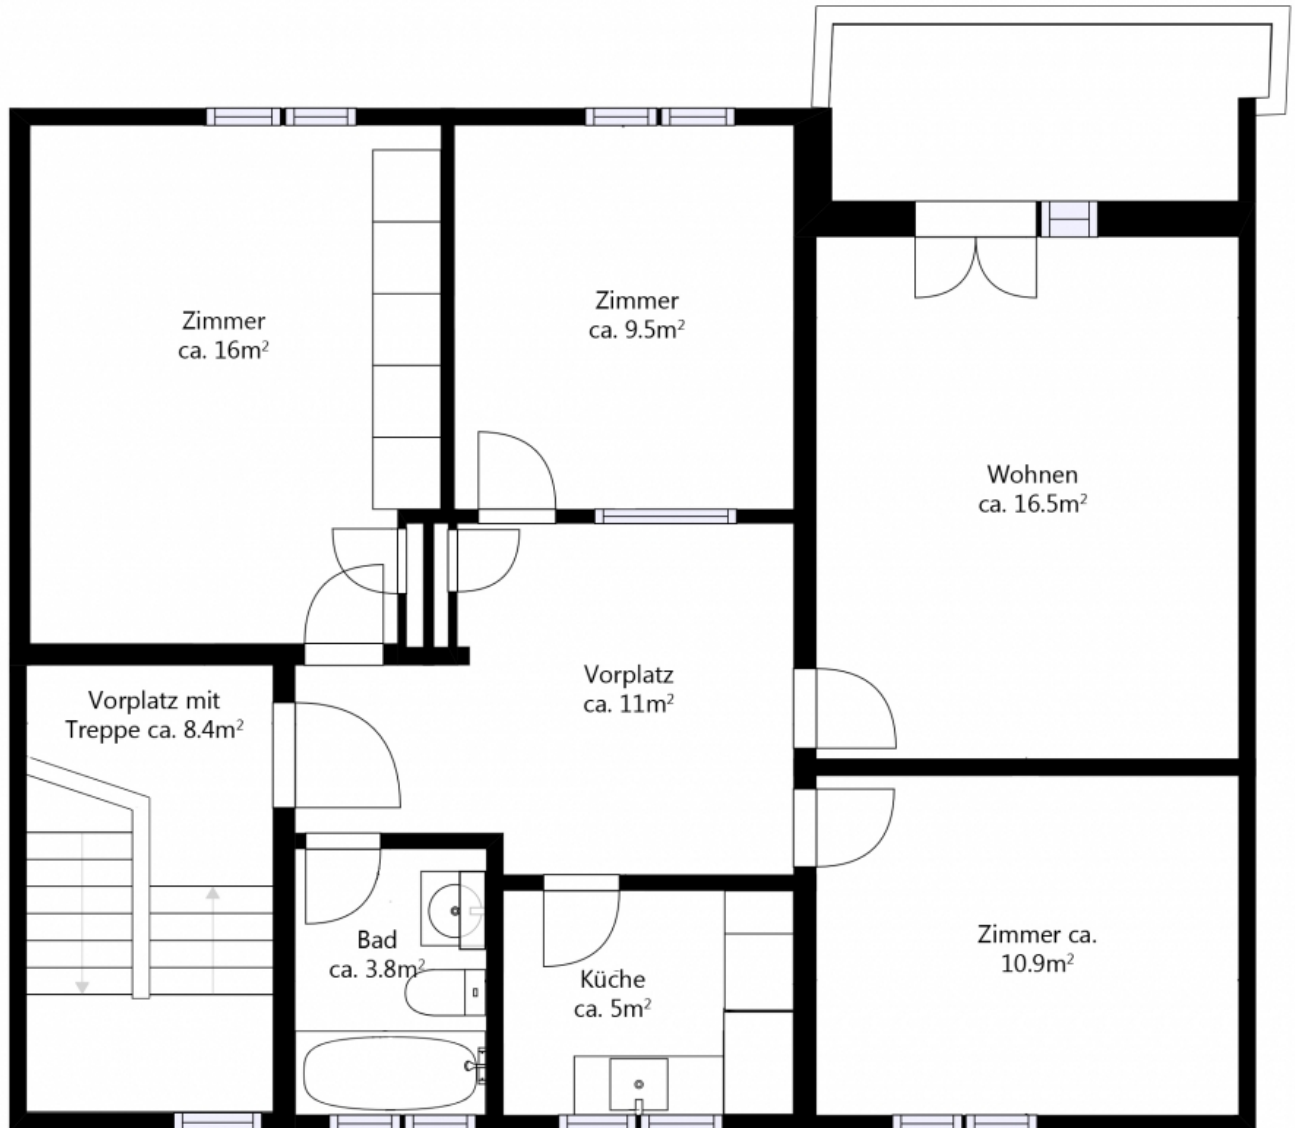 Zimmer
ca. 16m²
Zimmer
ca. 9.5m²
Wohnen
ca. 16.5m²
Vorplatz mit
Treppe ca. 8.4m²
Vorplatz
ca. 11m²
Bad
ca. 3.8m²
Küche
ca. 5m²
Zimmer ca.
10.9m²